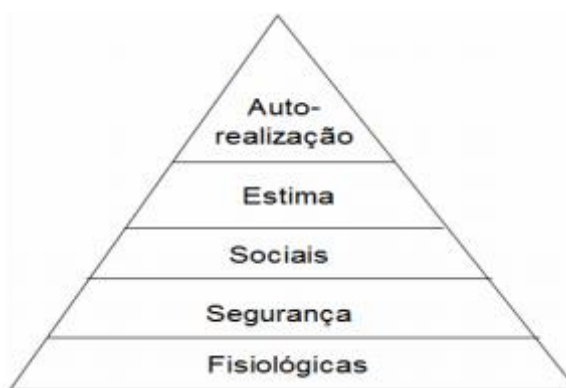 Auto-
realização
Estima
Sociais
Segurança
Fisiológicas